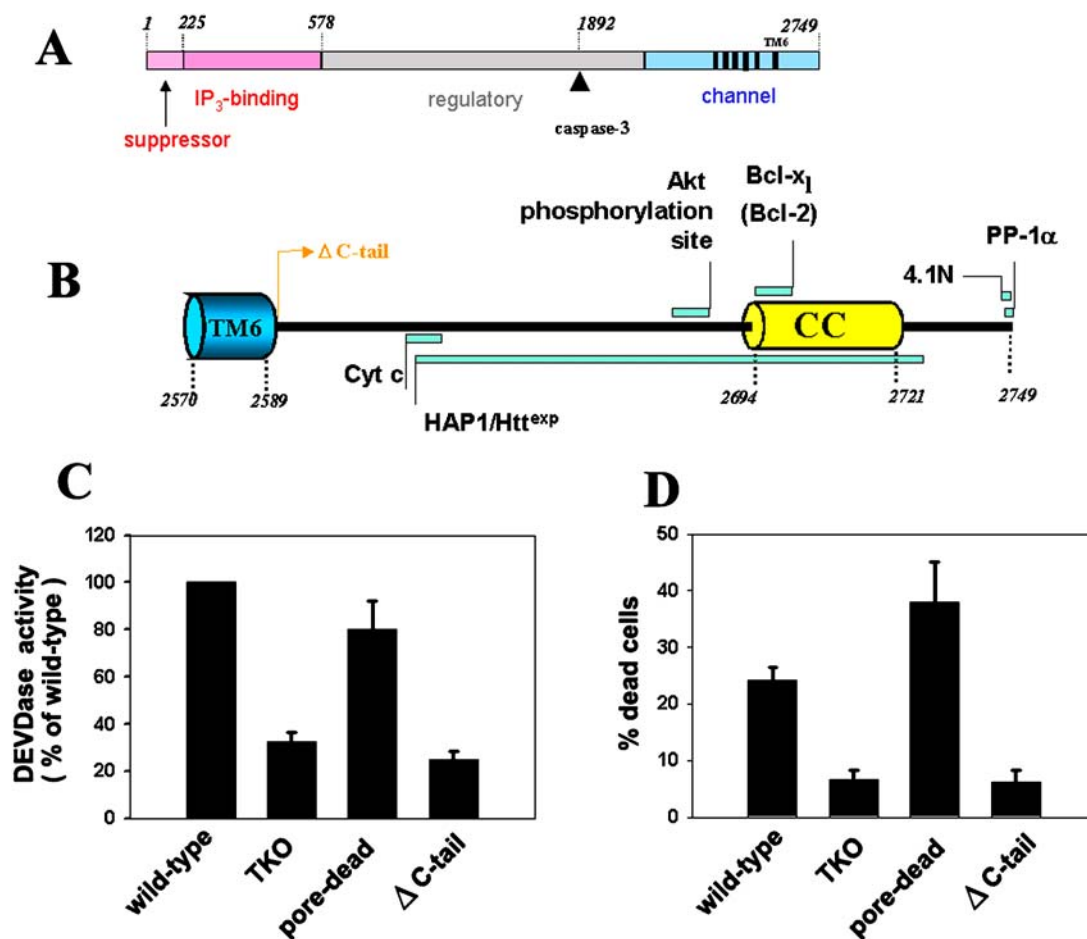 A
1 225 578 1892 2749
TM6
IP3-binding
regulatory
channel
suppressor
caspase-3
B
Δ C-tail
Akt
phosphorylation
site
Bcl-xl
(Bcl-2)
PP-1α
4.1N
TM6
CC
Cyt c
HAP1/Httexp
2570 2589 2694 2721 2749
C
DEVDase activity
( % of wild-type )
120
100
80
60
40
20
0
wild-type
TKO
pore-dead
Δ C-tail
D
% dead cells
50
40
30
20
10
0
wild-type
TKO
pore-dead
Δ C-tail